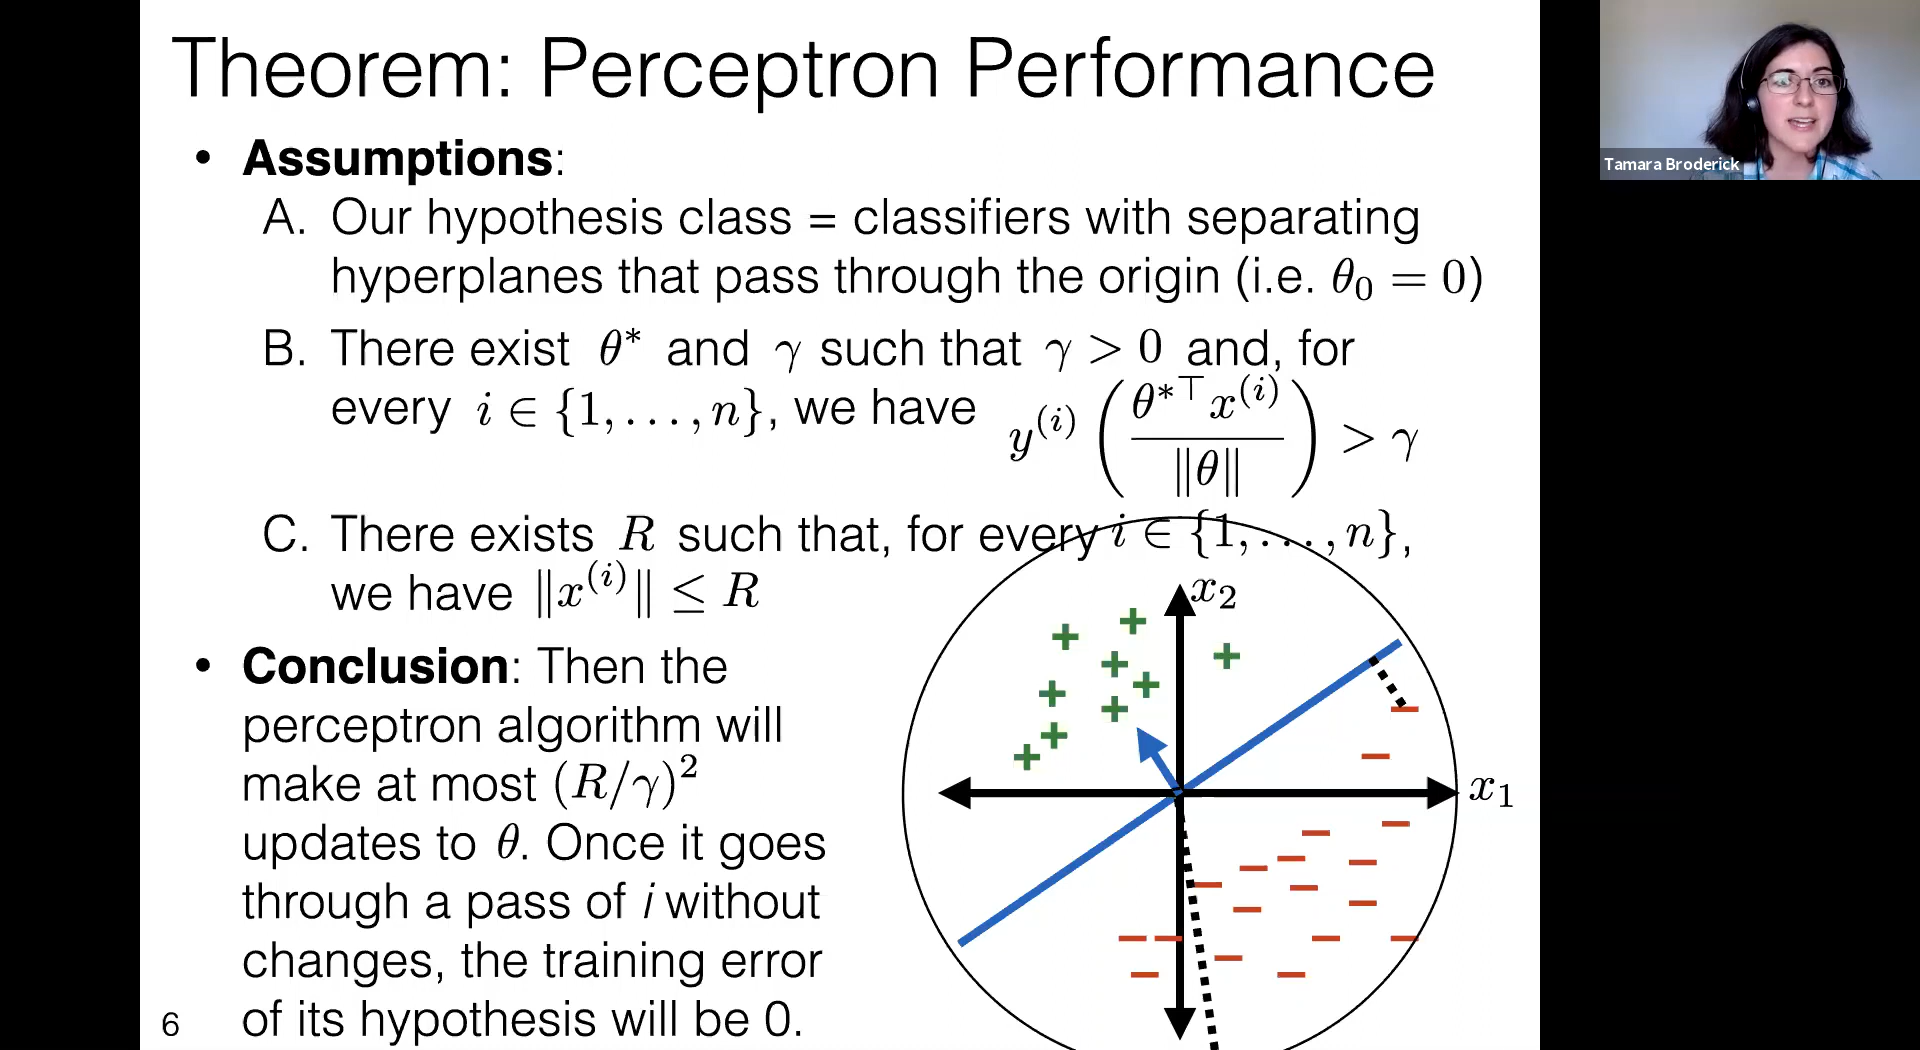 Theorem: Perceptron Performance
Tamara Broderick
• Assumptions:
A. Our hypothesis class = classifiers with separating
hyperplanes that pass through the origin (i.e. θ₀ = 0)
B. There exist θ* and γ such that γ > 0 and, for
every i ∈ {1, . . . , n}, we have y⁽ⁱ⁾ (θ*⊤x⁽ⁱ⁾ / ‖θ‖) > γ
C. There exists R such that, for every i ∈ {1, . . . , n},
we have ‖x⁽ⁱ⁾‖ ≤ R
• Conclusion: Then the
perceptron algorithm will
make at most (R/γ)²
updates to θ. Once it goes
through a pass of i without
changes, the training error
of its hypothesis will be 0.
x₂
x₁
6